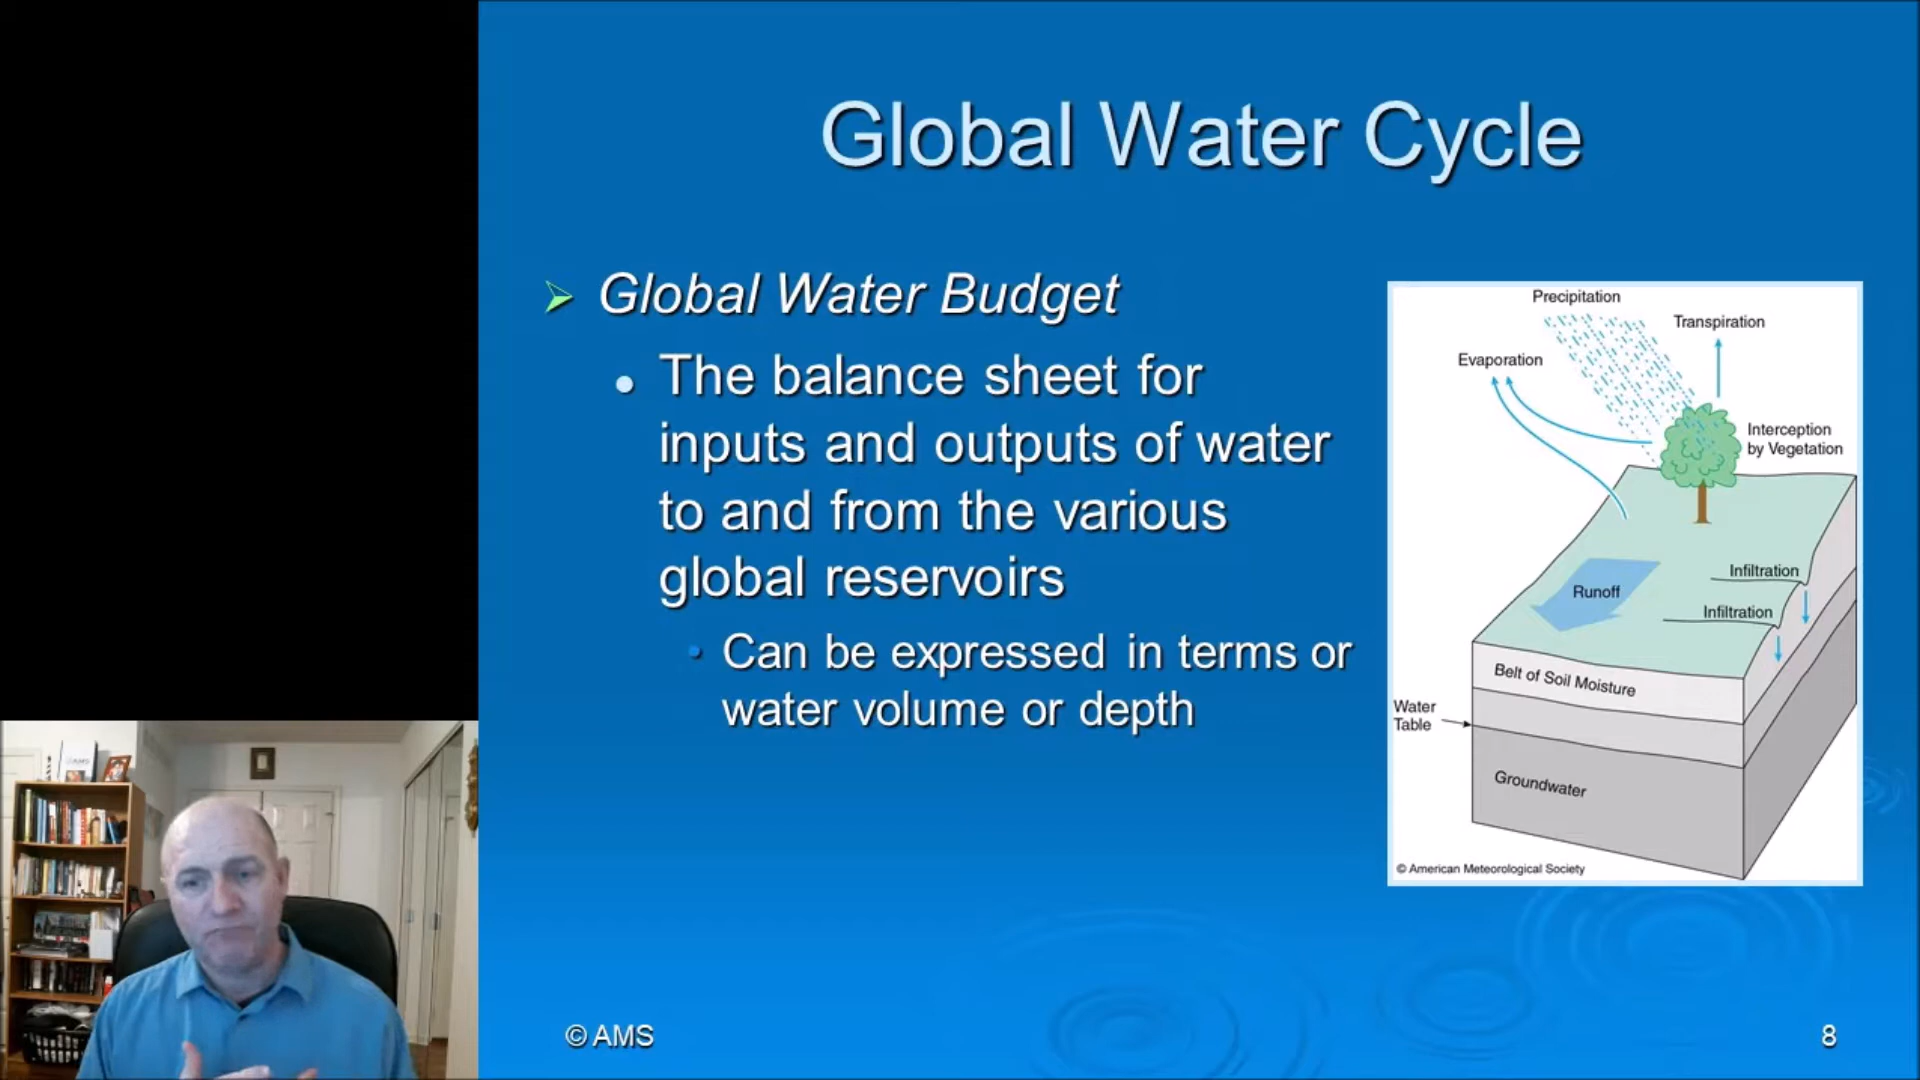 Global Water Cycle
Global Water Budget
The balance sheet for
inputs and outputs of water
to and from the various
global reservoirs
Can be expressed in terms or
water volume or depth
Precipitation
Transpiration
Evaporation
Interception
by Vegetation
Infiltration
Runoff
Infiltration
Belt of Soil Moisture
Water
Table
Groundwater
© American Meteorological Society
© AMS
8